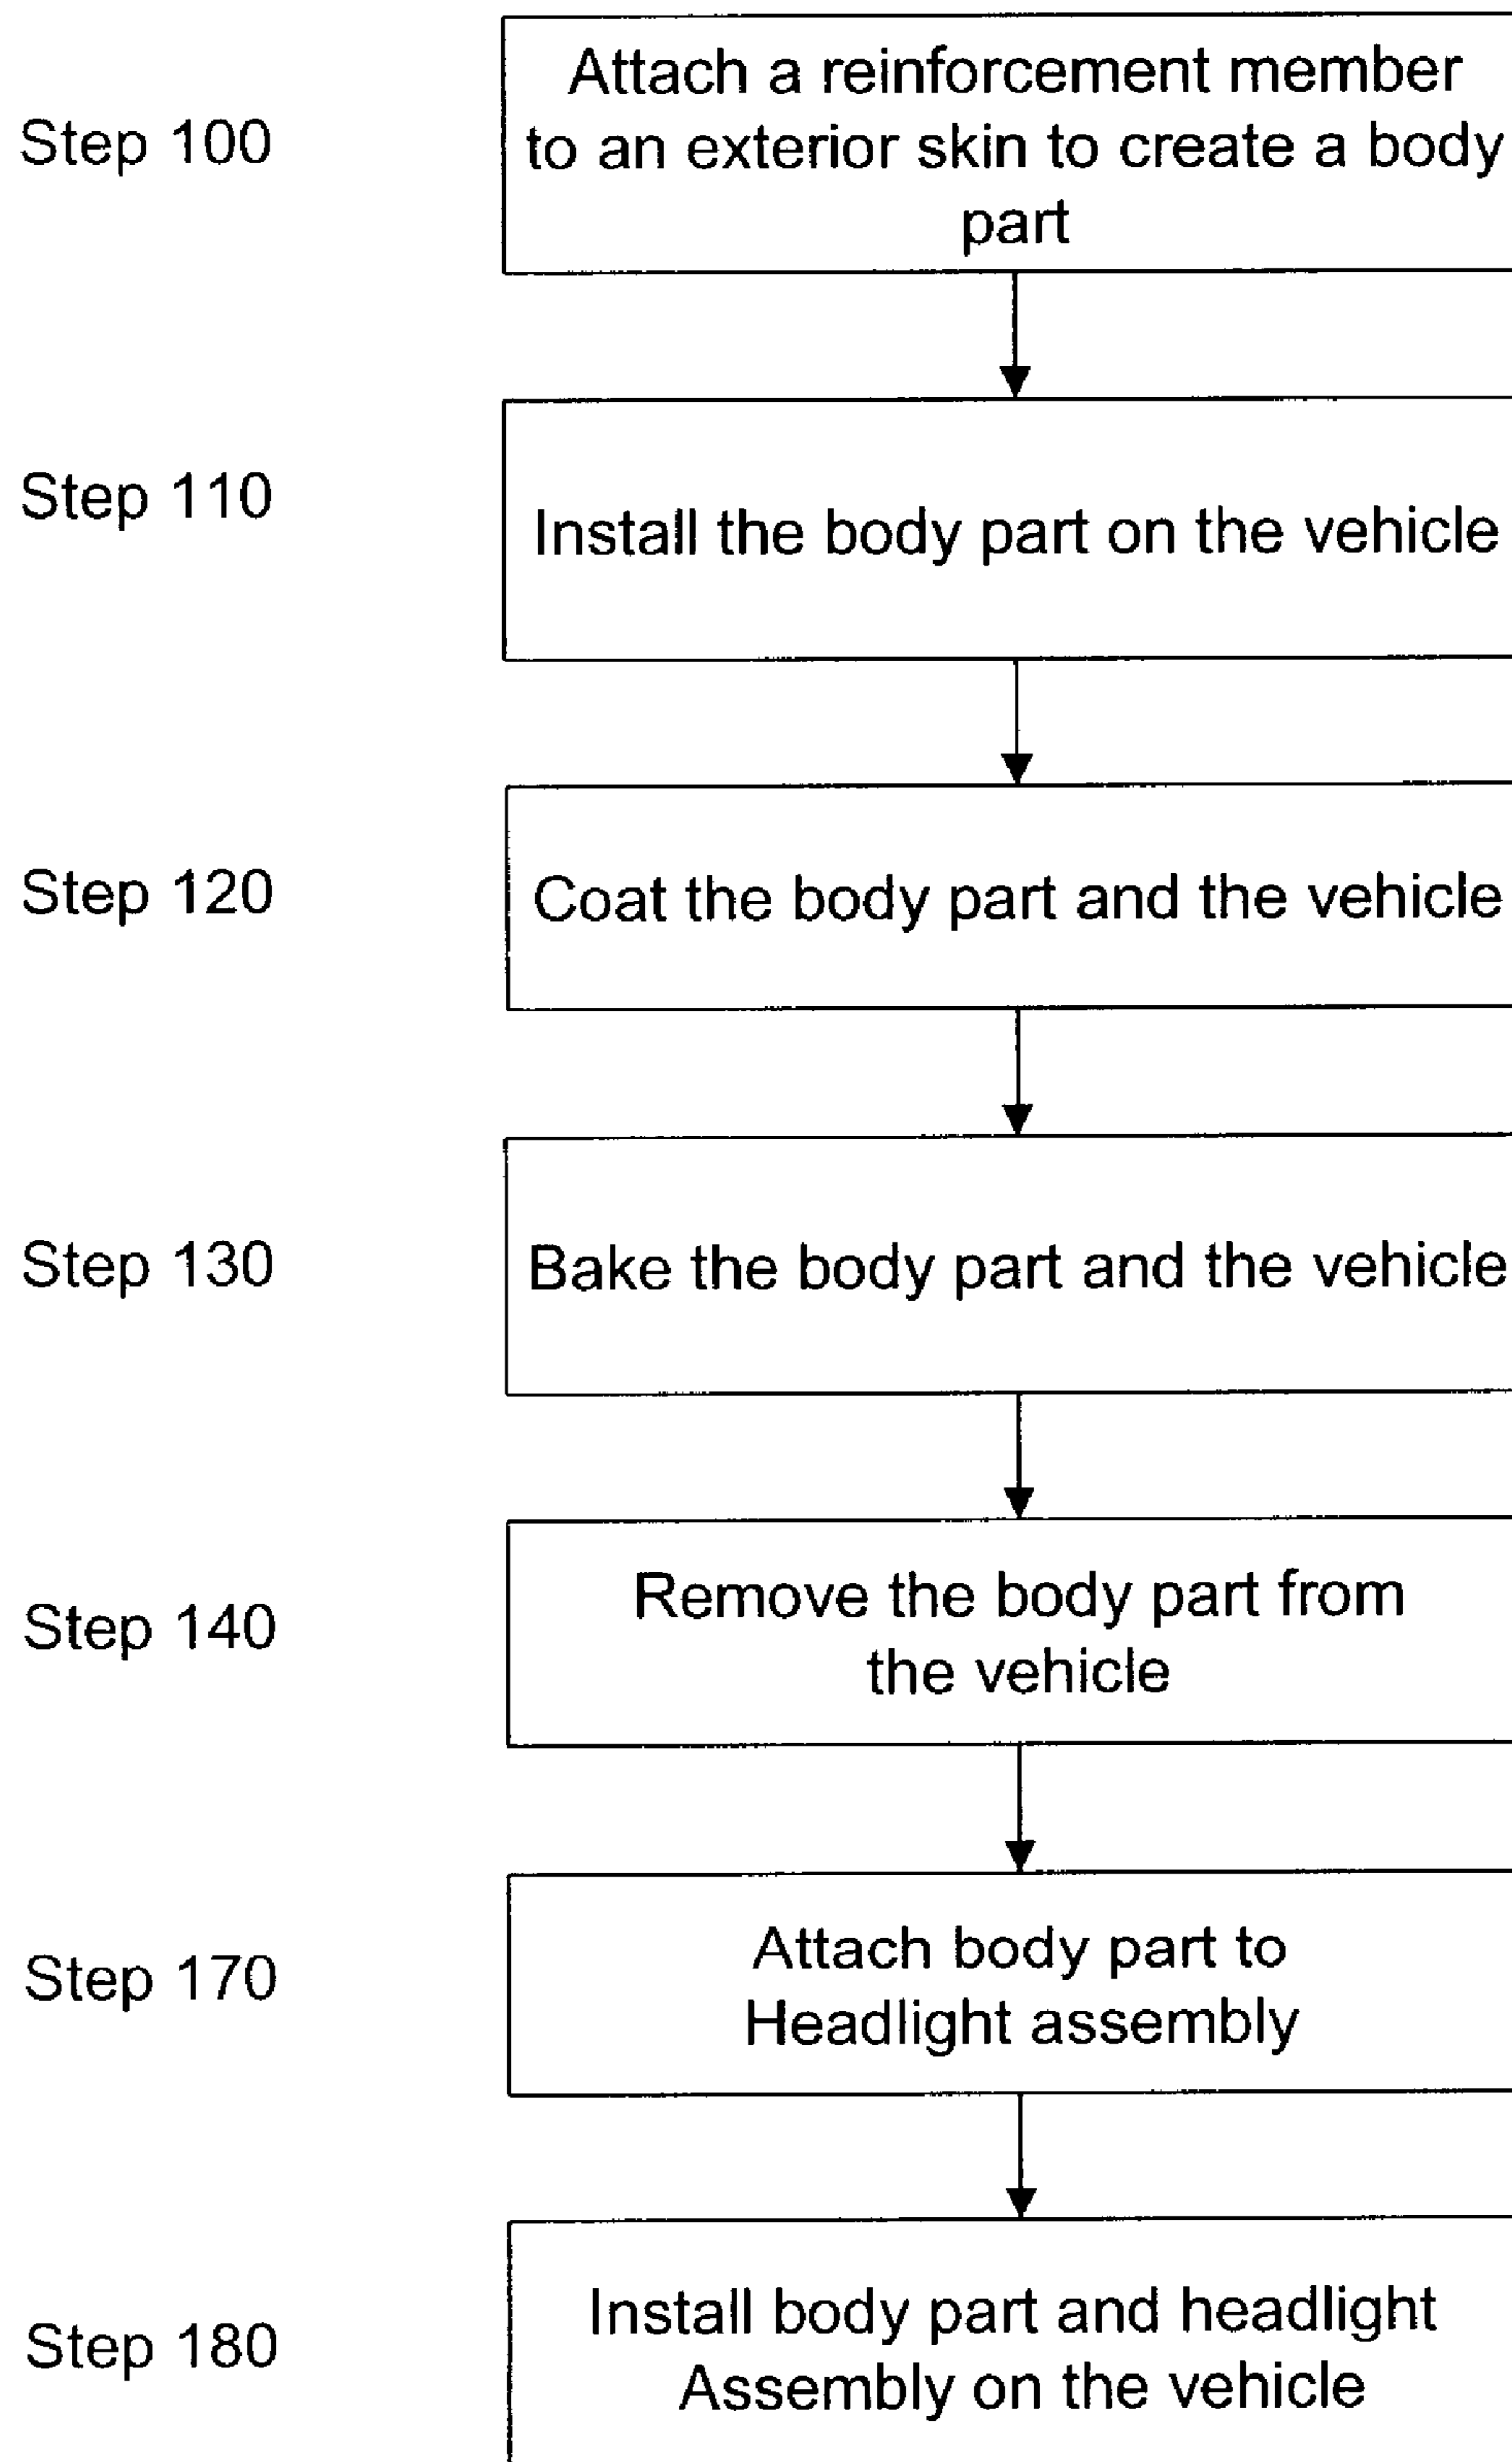 Step 100
Attach a reinforcement member
to an exterior skin to create a body
part
Step 110
Install the body part on the vehicle
Step 120
Coat the body part and the vehicle
Step 130
Bake the body part and the vehicle
Step 140
Remove the body part from
the vehicle
Step 170
Attach body part to
Headlight assembly
Step 180
Install body part and headlight
Assembly on the vehicle